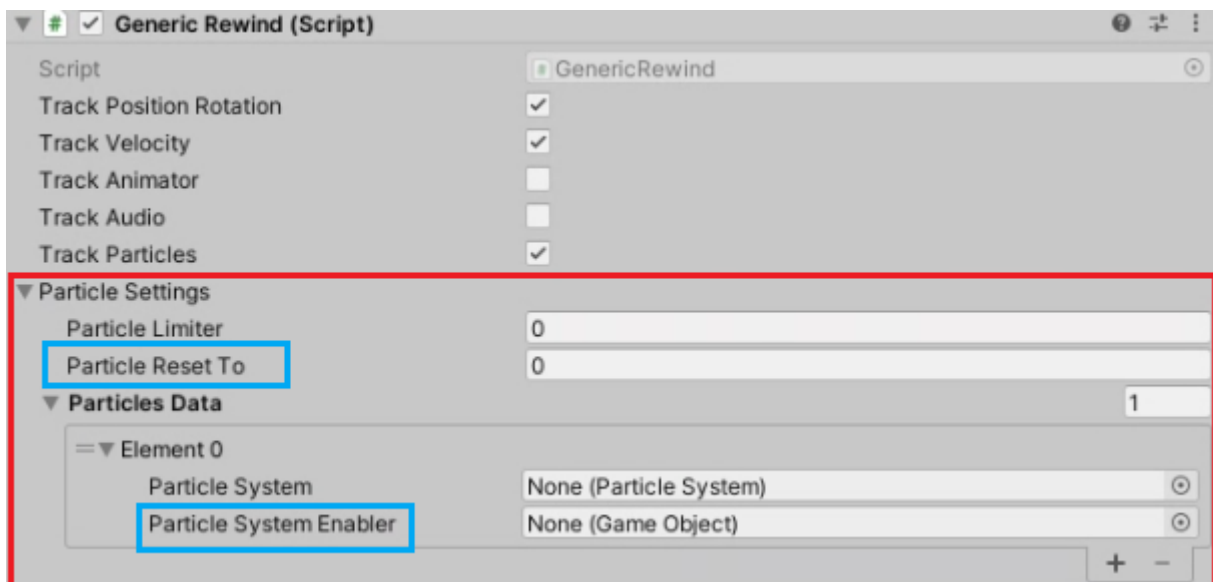 Generic Rewind (Script)
Script GenericRewind
Track Position Rotation
Track Velocity
Track Animator
Track Audio
Track Particles
Particle Settings
Particle Limiter 0
Particle Reset To 0
Particles Data 1
Element 0
Particle System None (Particle System)
Particle System Enabler None (Game Object)